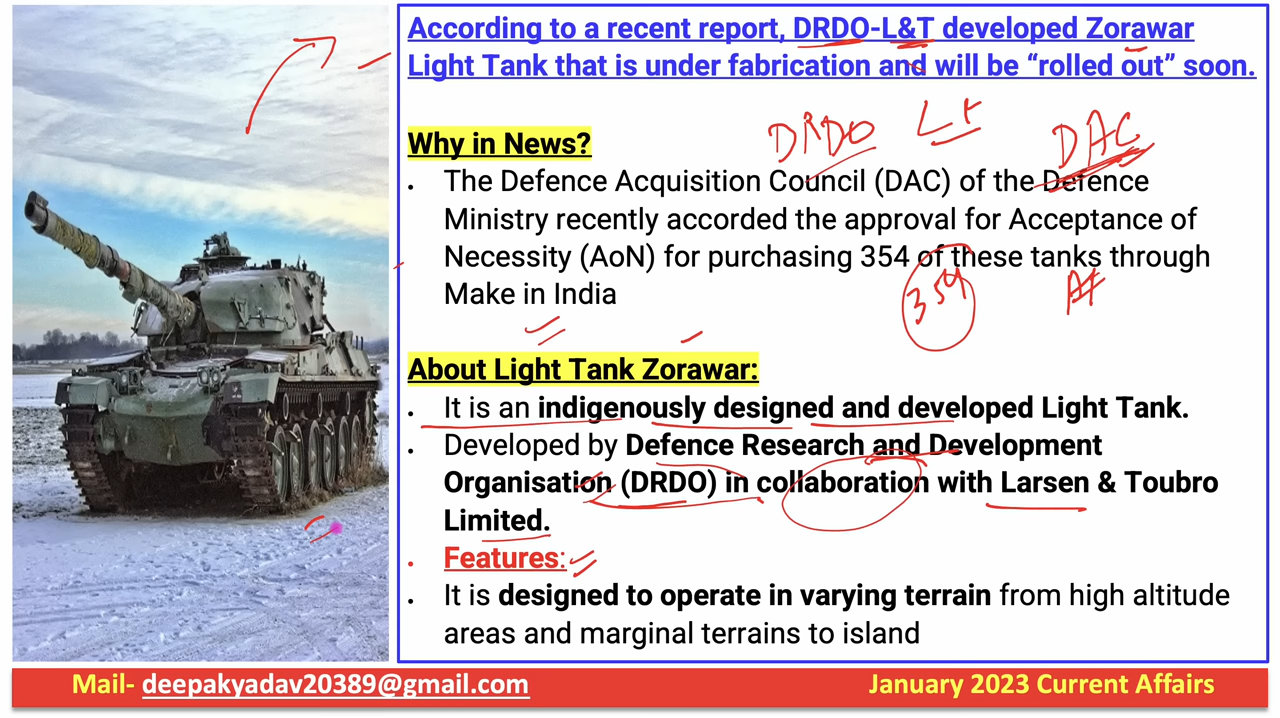 According to a recent report, DRDO-L&T developed Zorawar
Light Tank that is under fabrication and will be “rolled out” soon.
DRDO LT DAC
Why in News?
• The Defence Acquisition Council (DAC) of the Defence
Ministry recently accorded the approval for Acceptance of
Necessity (AoN) for purchasing 354 of these tanks through
Make in India
354
About Light Tank Zorawar:
• It is an indigenously designed and developed Light Tank.
• Developed by Defence Research and Development
Organisation (DRDO) in collaboration with Larsen & Toubro
Limited.
• Features:
• It is designed to operate in varying terrain from high altitude
areas and marginal terrains to island
Mail- deepakyadav20389@gmail.com
January 2023 Current Affairs